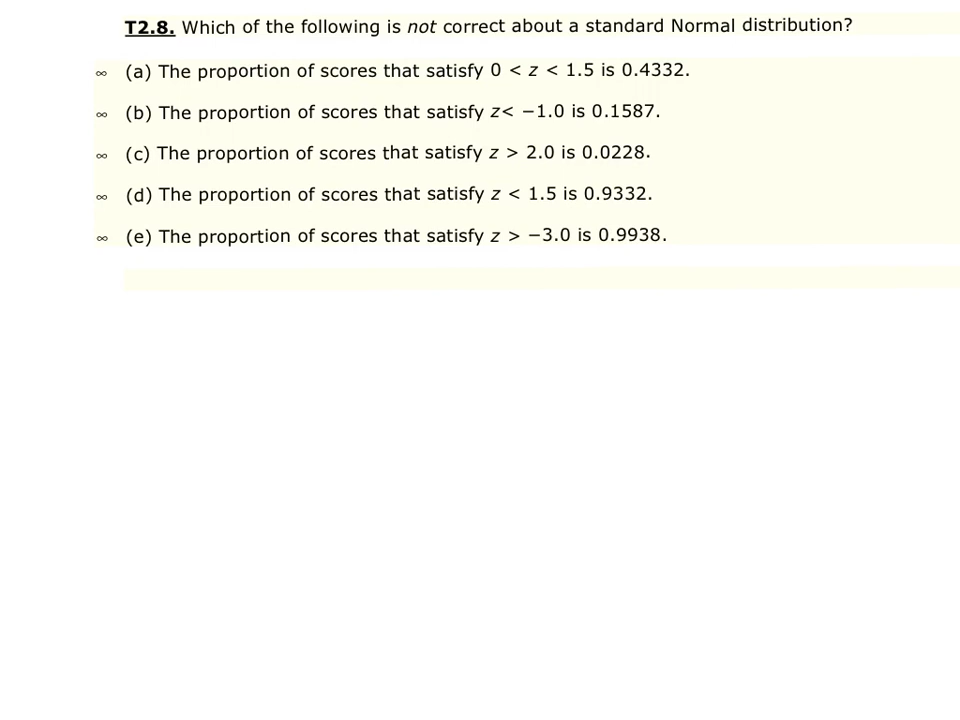 T2.8. Which of the following is not correct about a standard Normal distribution?
∞ (a) The proportion of scores that satisfy 0 < z < 1.5 is 0.4332.
∞ (b) The proportion of scores that satisfy z< −1.0 is 0.1587.
∞ (c) The proportion of scores that satisfy z > 2.0 is 0.0228.
∞ (d) The proportion of scores that satisfy z < 1.5 is 0.9332.
∞ (e) The proportion of scores that satisfy z > −3.0 is 0.9938.